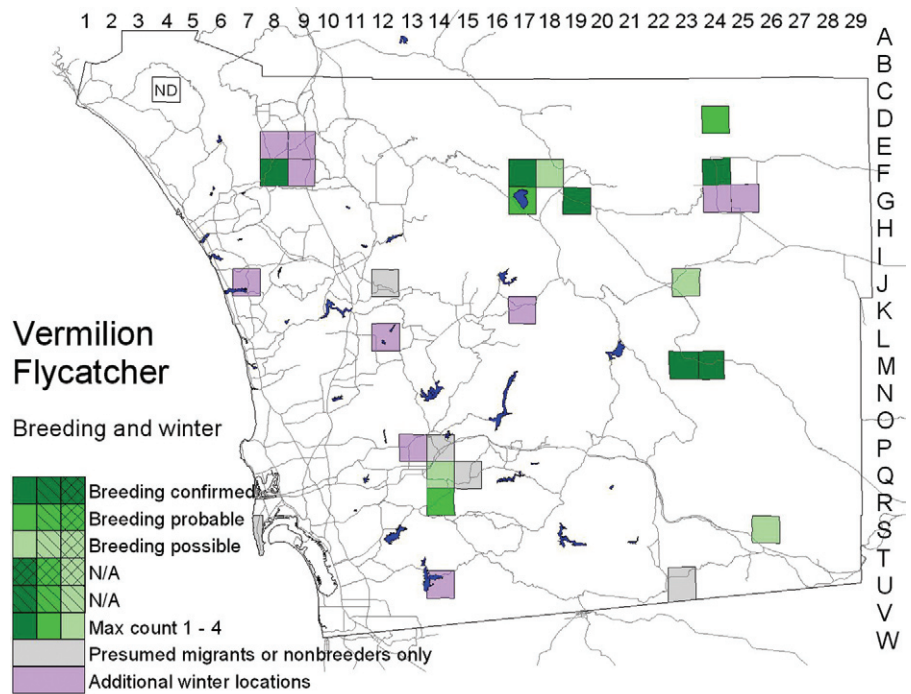 1 2 3 4 5 6 7 8 9 10 11 12 13 14 15 16 17 18 19 20 21 22 23 24 25 26 27 28 29
A
B
C
D
E
F
G
H
I
J
K
L
M
N
O
P
Q
R
S
T
U
V
W
ND
Vermilion
Flycatcher
Breeding and winter
Breeding confirmed
Breeding probable
Breeding possible
N/A
N/A
Max count 1 - 4
Presumed migrants or nonbreeders only
Additional winter locations